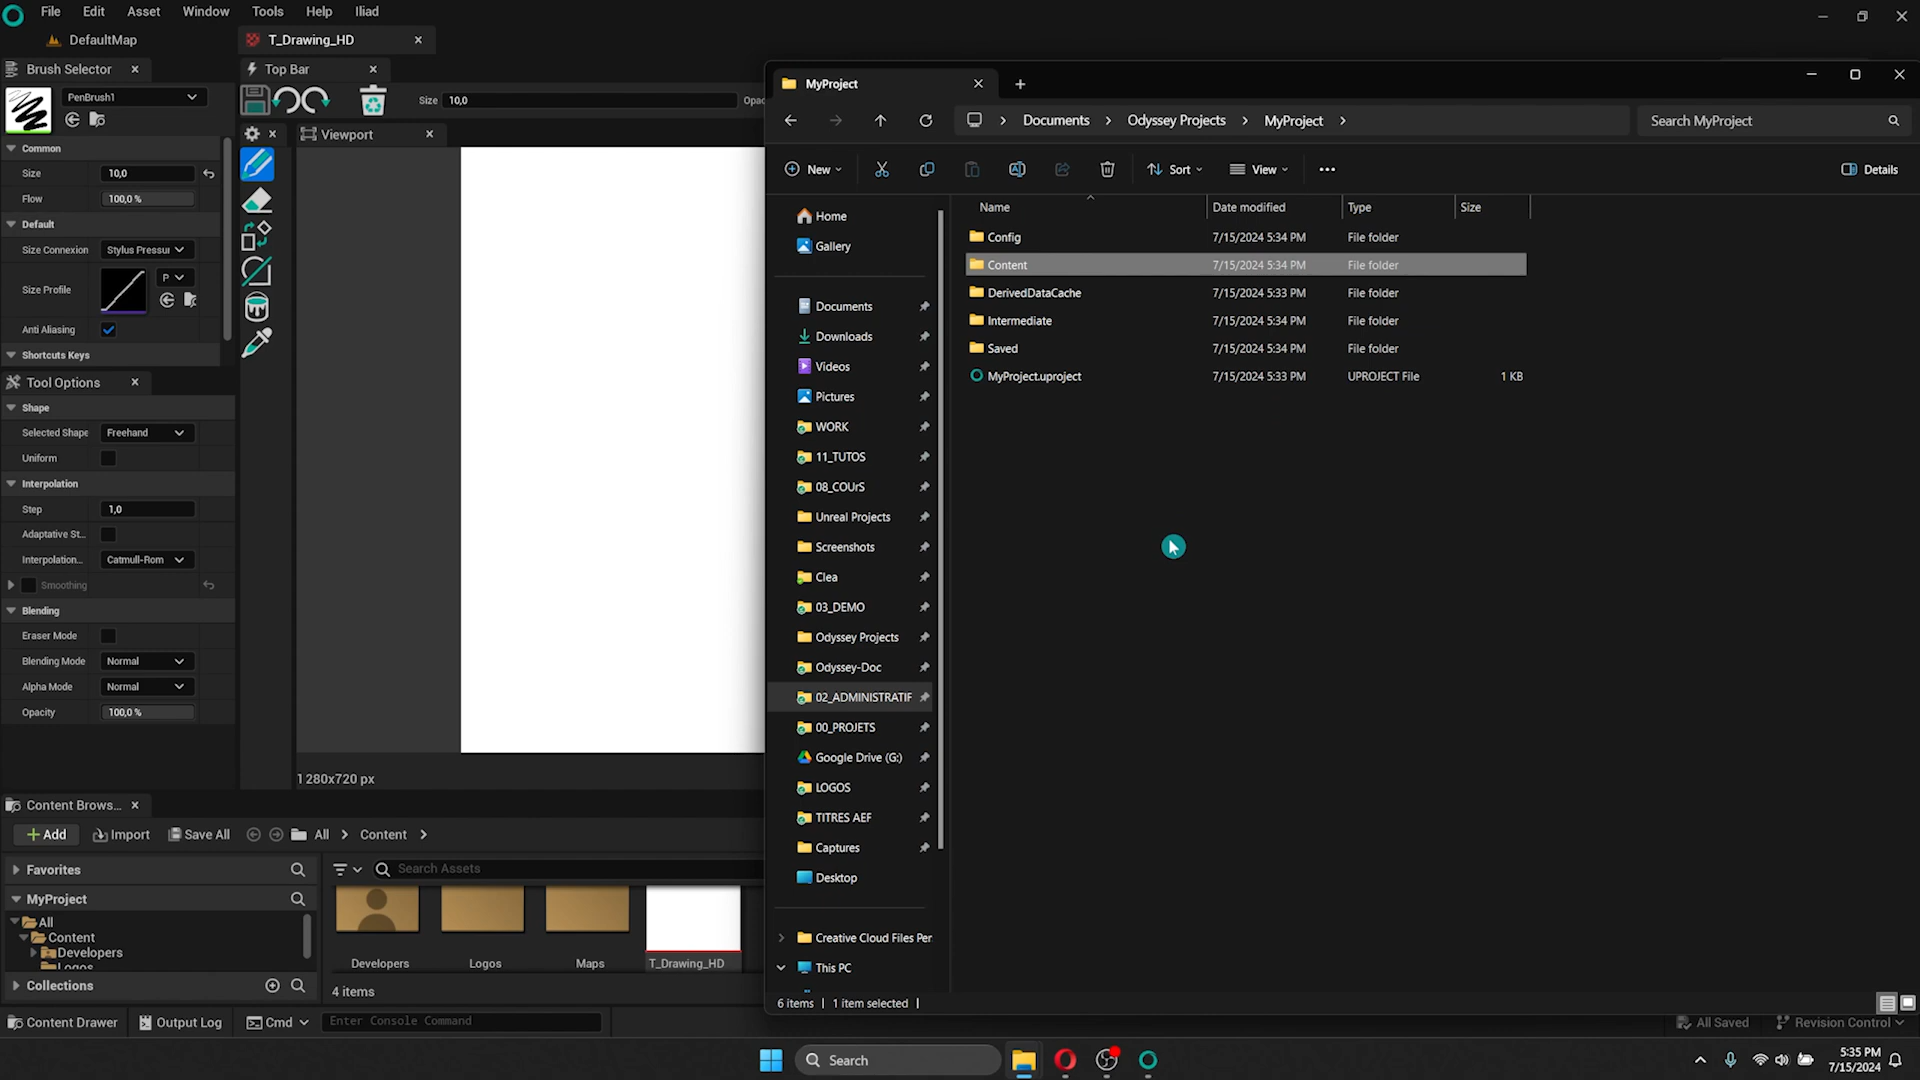 File Edit Asset Window Tools Help Iliad
DefaultMap
T_Drawing_HD
Brush Selector
PenBrush1
Common
Size 10,0
Flow 100,0 %
Default
Size Connexion Stylus Pressur
Size Profile P
Anti Aliasing
Shortcuts Keys
Tool Options
Shape
Selected Shape Freehand
Uniform
Interpolation
Step 1,0
Adaptive St...
Interpolation... Catmull-Rom
Smoothing
Blending
Eraser Mode
Blending Mode Normal
Alpha Mode Normal
Opacity 100,0 %
Top Bar
Size 10,0 Opac
Viewport
1 280x720 px
Content Brows...
Add Import Save All All Content
Favorites
MyProject
All
Content
Developers
Logos
Collections
Search Assets
Developers Logos Maps T_Drawing_HD
4 items
Content Drawer Output Log Cmd Enter Console Command
All Saved Revision Control
MyProject
Documents Odyssey Projects MyProject
Search MyProject
New Sort View Details
Home
Gallery
Documents
Downloads
Videos
Pictures
WORK
11_TUTOS
08_COUrS
Unreal Projects
Screenshots
Clea
03_DEMO
Odyssey Projects
Odyssey-Doc
02_ADMINISTRATIF
00_PROJETS
Google Drive (G:)
LOGOS
TITRES AEF
Captures
Desktop
Creative Cloud Files Per
This PC
Name Date modified Type Size
Config 7/15/2024 5:34 PM File folder
Content 7/15/2024 5:34 PM File folder
DerivedDataCache 7/15/2024 5:33 PM File folder
Intermediate 7/15/2024 5:34 PM File folder
Saved 7/15/2024 5:34 PM File folder
MyProject.uproject 7/15/2024 5:33 PM UPROJECT File 1 KB
6 items 1 item selected
Search
5:35 PM
7/15/2024